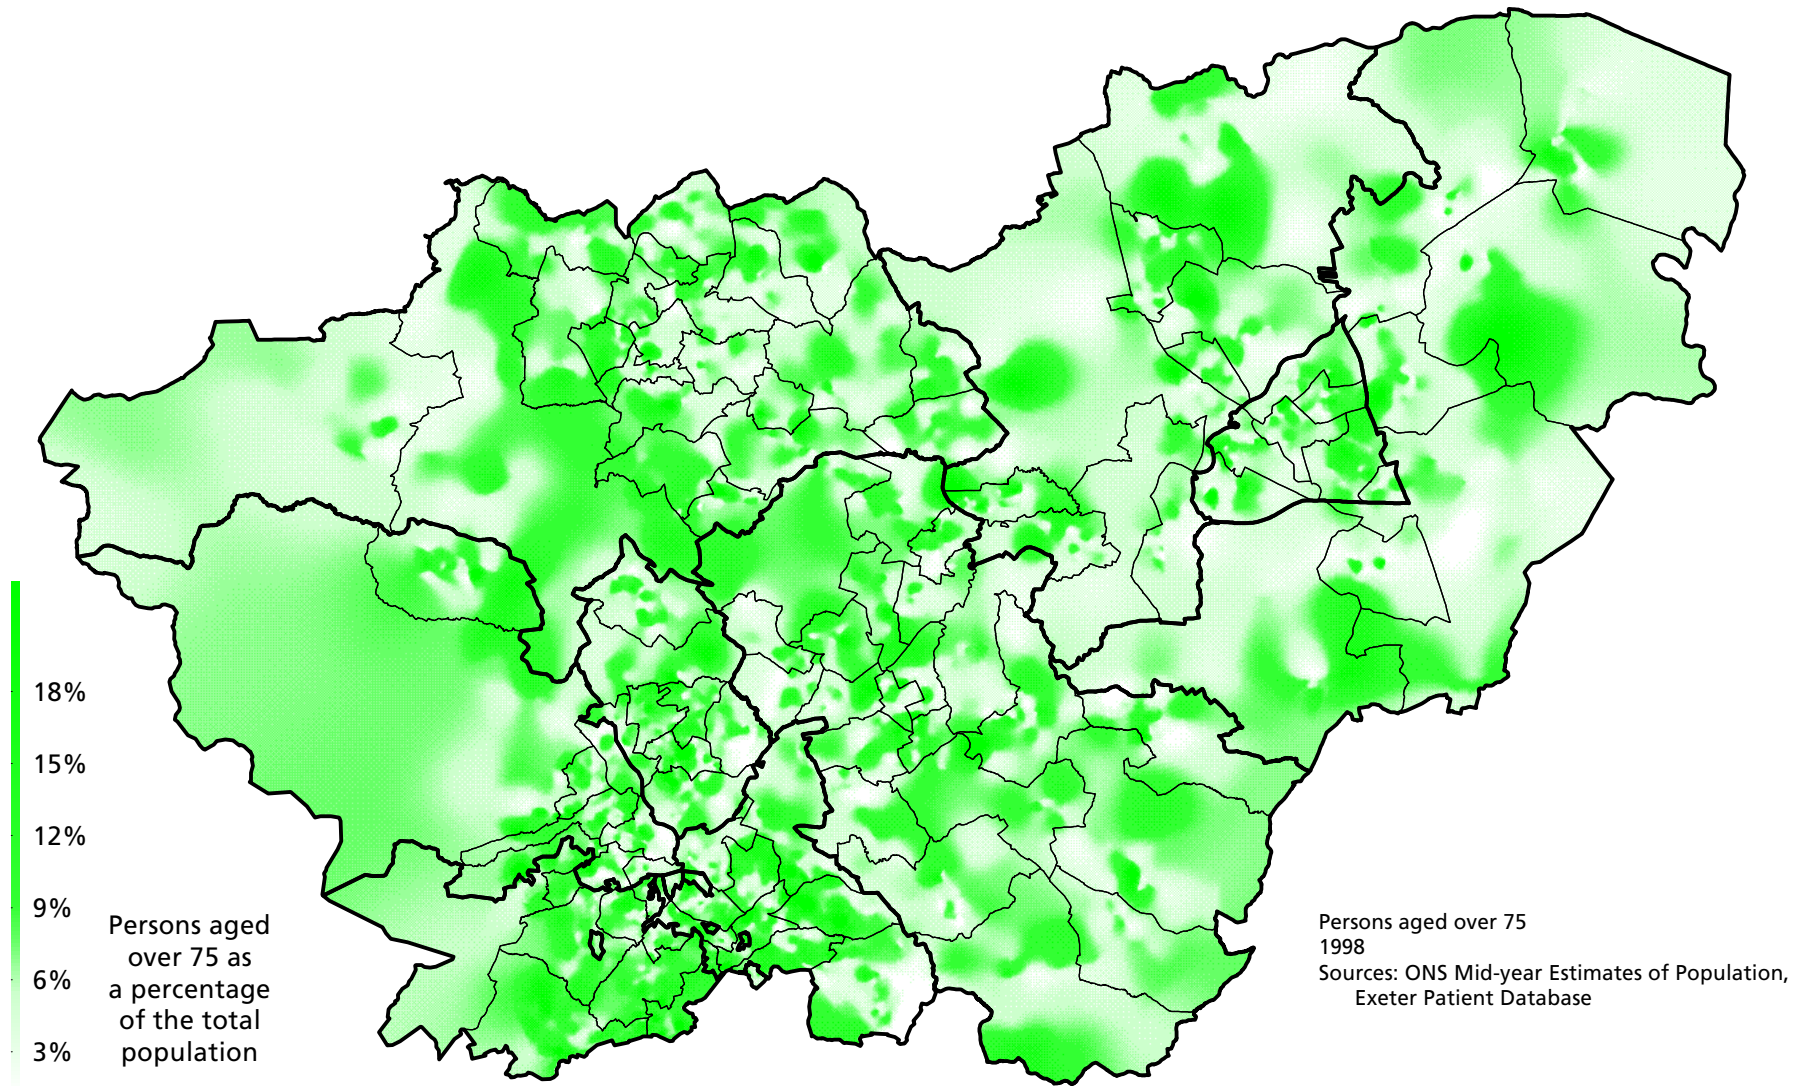 18%
15%
12%
9%
6%
3%
Persons aged
over 75 as
a percentage
of the total
population
Persons aged over 75
1998
Sources: ONS Mid-year Estimates of Population,
Exeter Patient Database